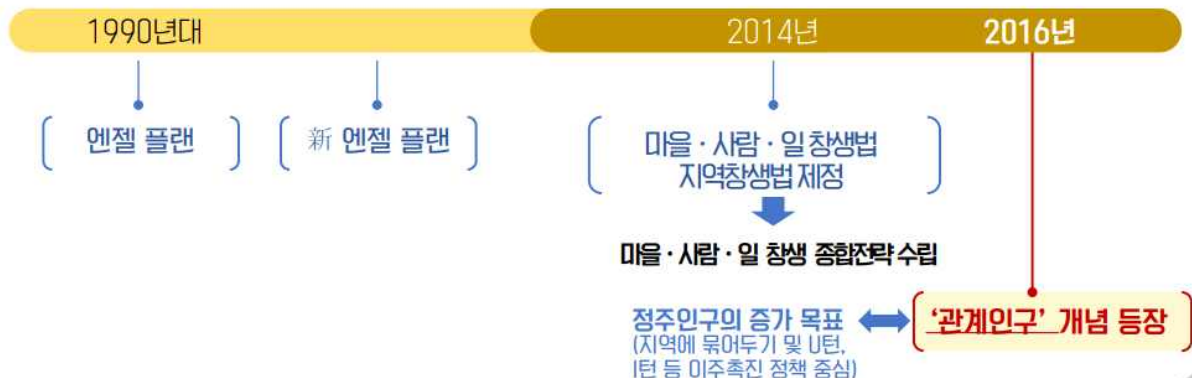 1990년대
2014년
2016년
엔젤 플랜
新 엔젤 플랜
마을·사람·일 창생법
지역창생법 제정
마을·사람·일 창생 종합전략 수립
정주인구의 증가 목표
(지역에 묶어두기 및 U턴,
I턴 등 이주촉진 정책 중심)
'관계인구' 개념 등장